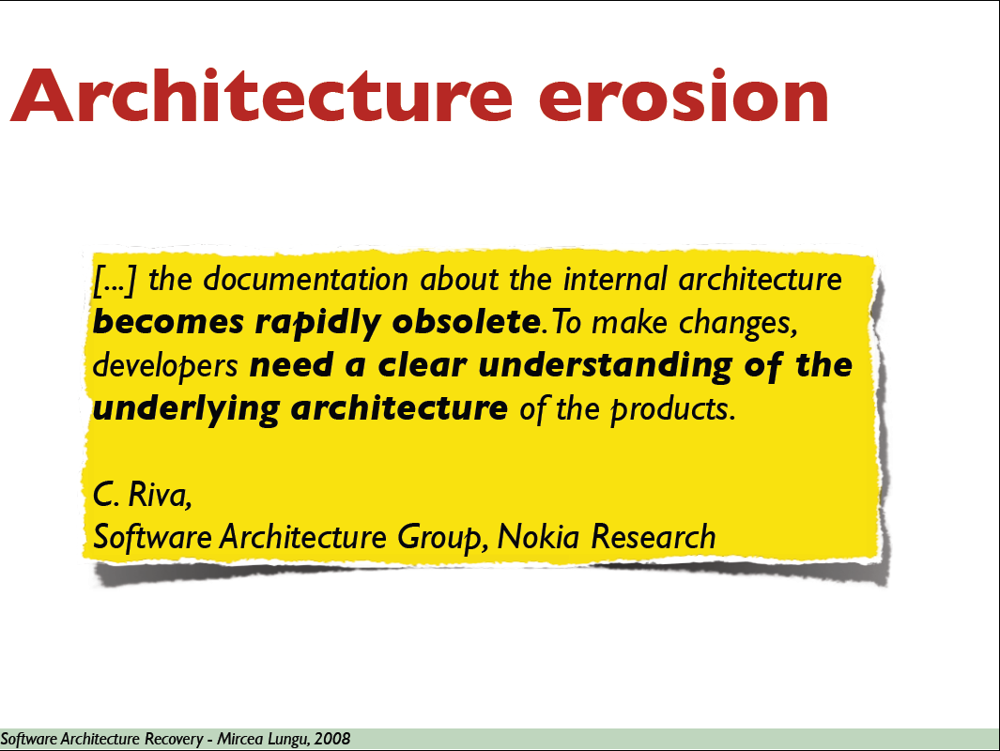 Architecture erosion
[...] the documentation about the internal architecture
becomes rapidly obsolete. To make changes,
developers need a clear understanding of the
underlying architecture of the products.
C. Riva,
Software Architecture Group, Nokia Research
Software Architecture Recovery - Mircea Lungu, 2008